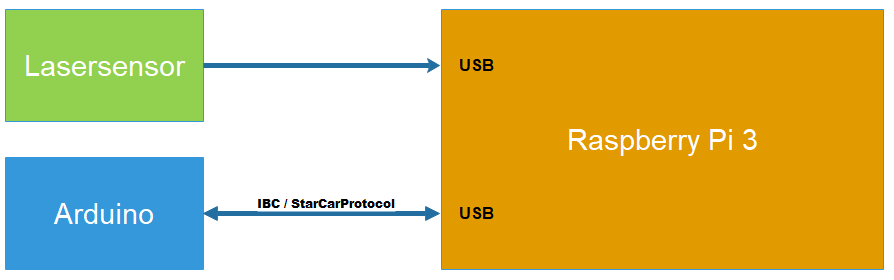 Lasersensor
USB
Raspberry Pi 3
IBC / StarCarProtocol
Arduino
USB